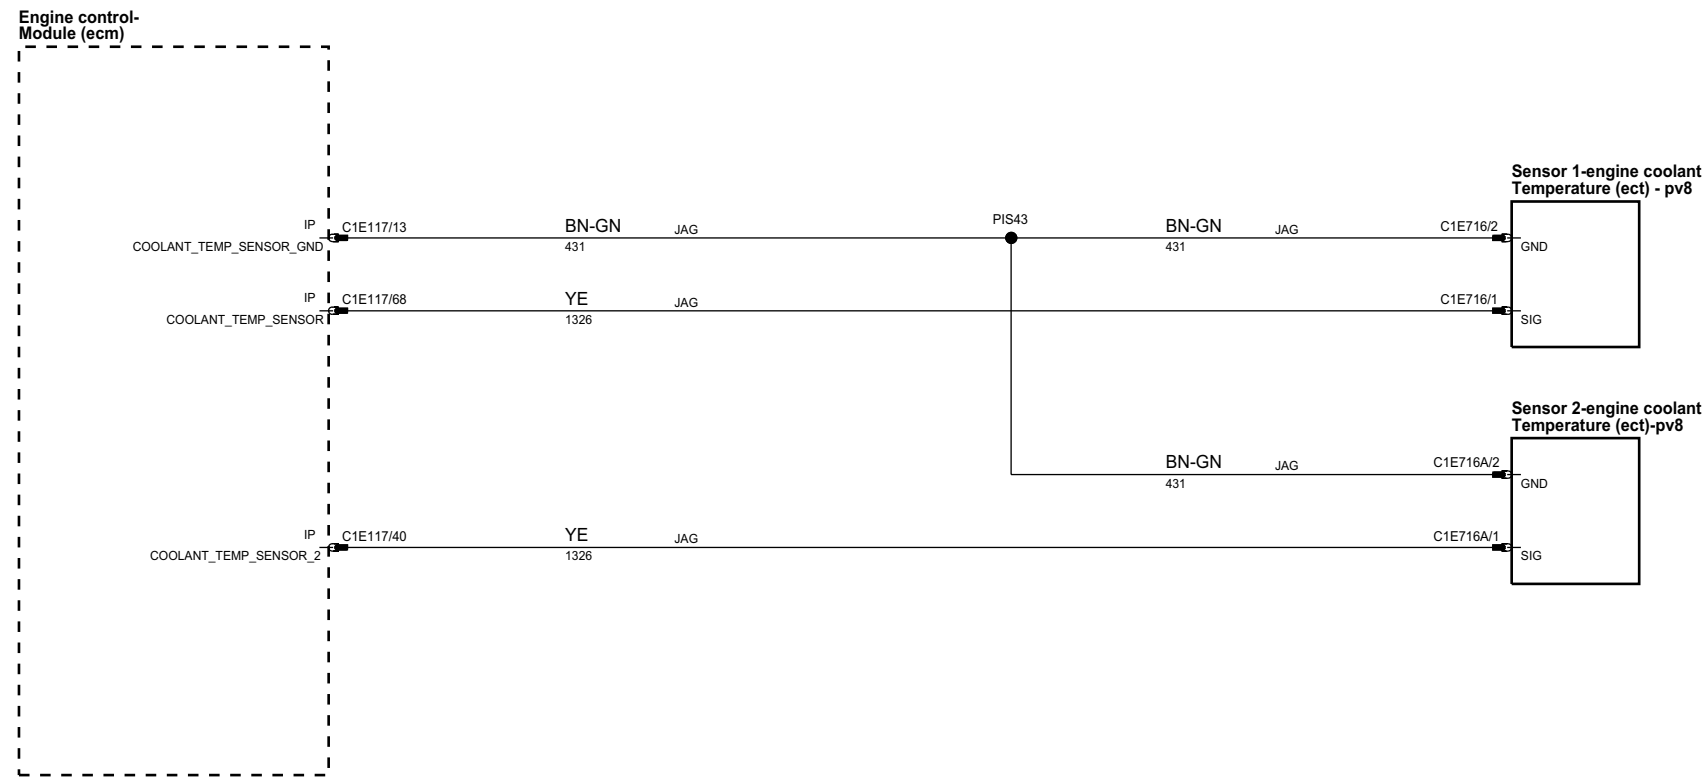 Engine control-
Module (ecm)
Sensor 1-engine coolant
Temperature (ect) - pv8
IP C1E117/13 BN-GN JAG PIS43 BN-GN JAG C1E716/2
COOLANT_TEMP_SENSOR_GND 431 431 GND
IP C1E117/68 YE JAG C1E716/1
COOLANT_TEMP_SENSOR 1326 SIG
Sensor 2-engine coolant
Temperature (ect)-pv8
BN-GN JAG C1E716A/2
431 GND
IP C1E117/40 YE JAG C1E716A/1
COOLANT_TEMP_SENSOR_2 1326 SIG